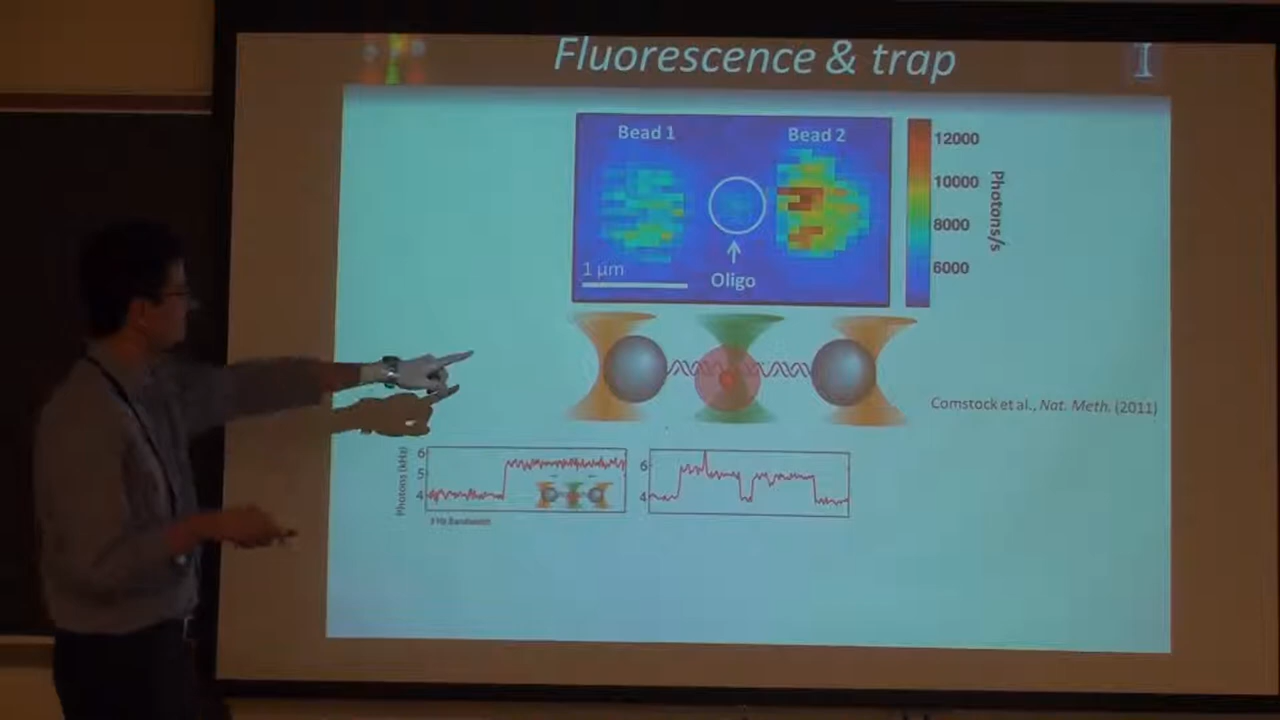 Fluorescence & trap
I
Bead 1
Bead 2
1 µm
Oligo
12000
10000
8000
6000
Photons/s
Comstock et al., Nat. Meth. (2011)
Photons (kHz)
6
5
4
6
4